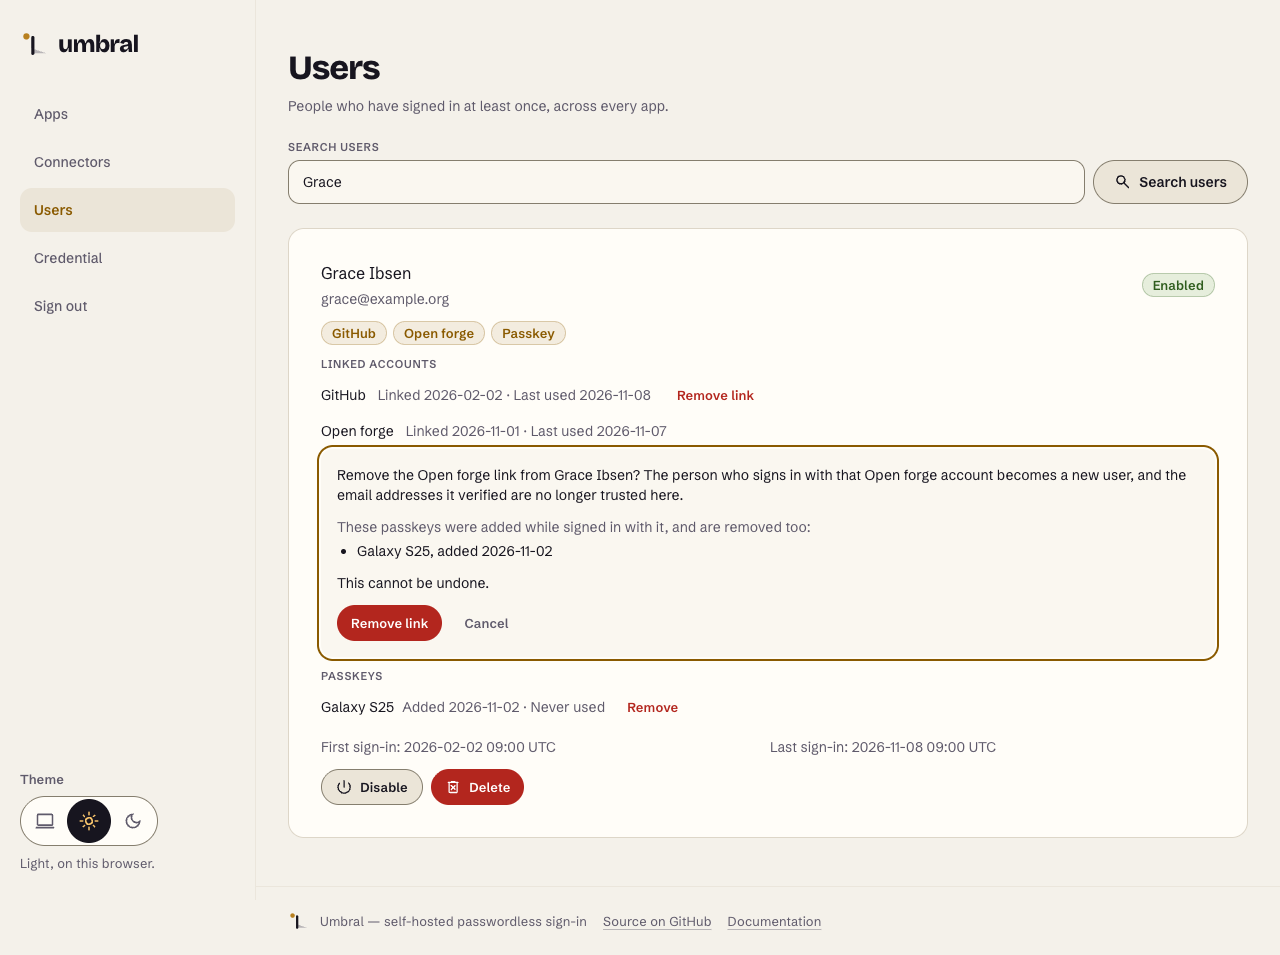 umbral
Apps
Connectors
Users
Credential
Sign out
Theme
Light, on this browser.
Users
People who have signed in at least once, across every app.
SEARCH USERS
Grace
Search users
Grace Ibsen
grace@example.org
Enabled
GitHub
Open forge
Passkey
LINKED ACCOUNTS
GitHub Linked 2026-02-02 · Last used 2026-11-08 Remove link
Open forge Linked 2026-11-01 · Last used 2026-11-07
Remove the Open forge link from Grace Ibsen? The person who signs in with that Open forge account becomes a new user, and the
email addresses it verified are no longer trusted here.
These passkeys were added while signed in with it, and are removed too:
• Galaxy S25, added 2026-11-02
This cannot be undone.
Remove link Cancel
PASSKEYS
Galaxy S25 Added 2026-11-02 · Never used Remove
First sign-in: 2026-02-02 09:00 UTC Last sign-in: 2026-11-08 09:00 UTC
Disable Delete
Umbral — self-hosted passwordless sign-in Source on GitHub Documentation